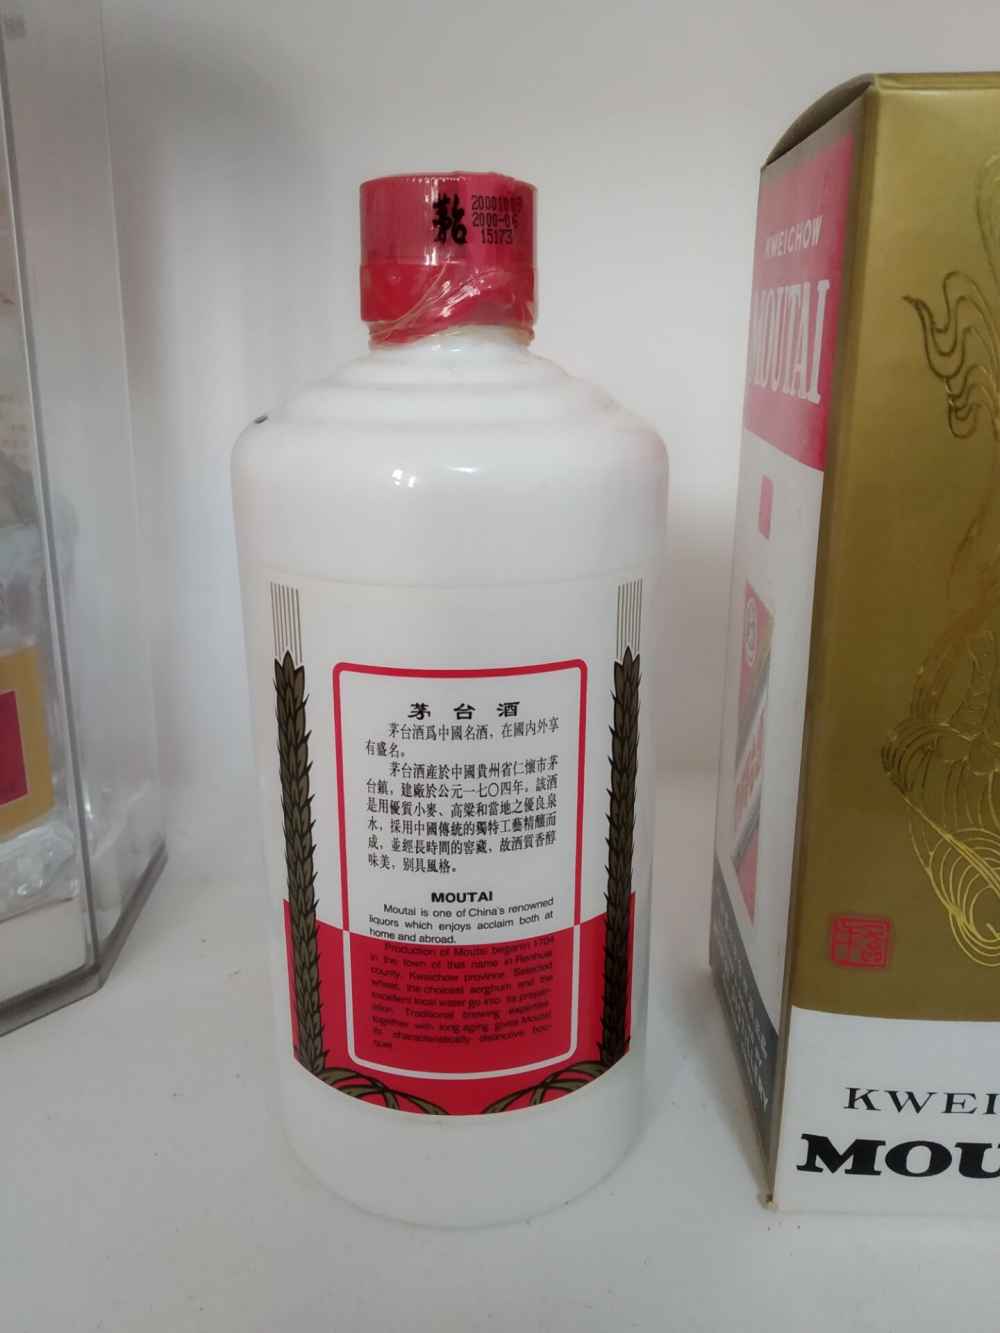 茅台
2000
15173
茅台酒
茅台酒爲中國名酒，在國内外享
有盛名。
茅台酒産於中國貴州省仁懷市茅
台鎮，建廠於公元一七〇四年。該酒
是用優質小麥、高粱和當地之優良泉
水，採用中國傳統的獨特工藝精釀而
成，並經長時間的窖藏，故酒質香醇
味美，别具風格。
MOUTAI
Moutai is one of China's renowned
liquors which enjoys acclaim both at
home and abroad.
Production of Moutai began in 1704
in the town of that name in Renhuai
county, Kweichow province. Selected
wheat, the choicest sorghum and the
excellent local water go into its prepar-
ation. Traditional brewing expertise
together with long aging gives Moutai
its characteristically distinctive bou-
quet.
KWEICHOW
MOUTAI
KWEI
MOU